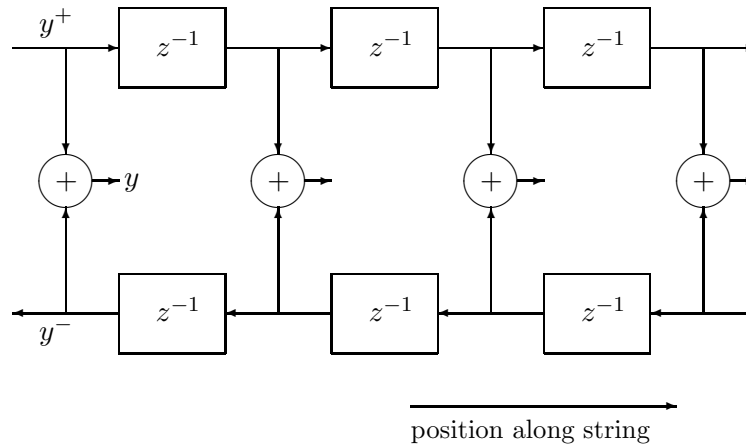 y⁺
z⁻¹ z⁻¹ z⁻¹
+ y + + +
z⁻¹ z⁻¹ z⁻¹
y⁻
position along string